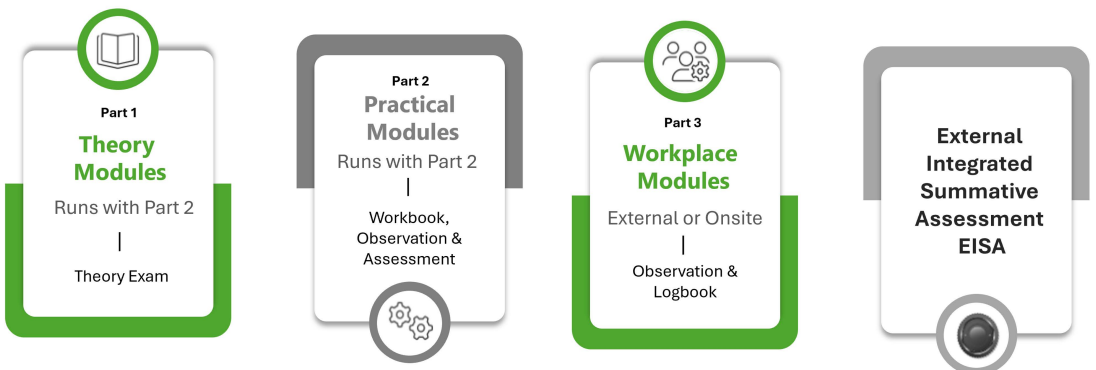 Part 1
Theory
Modules
Runs with Part 2
|
Theory Exam
Part 2
Practical
Modules
Runs with Part 2
|
Workbook,
Observation &
Assessment
Part 3
Workplace
Modules
External or Onsite
|
Observation &
Logbook
External
Integrated
Summative
Assessment
EISA